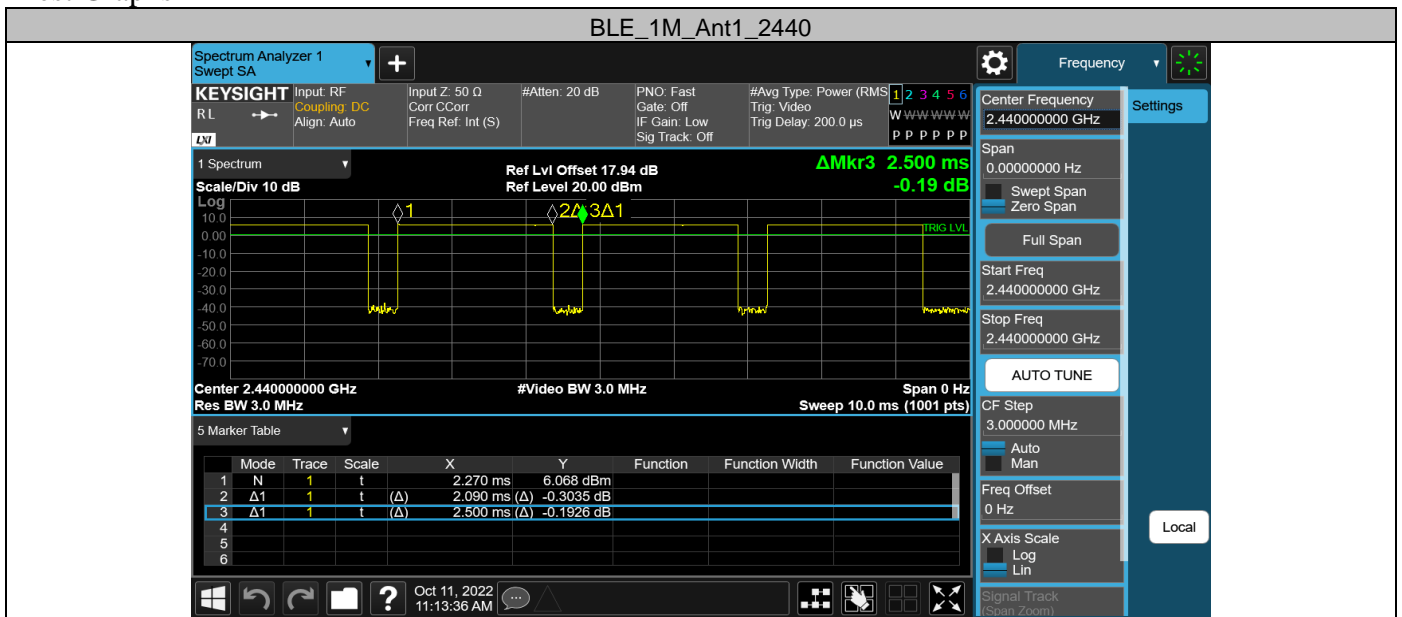 BLE_1M_Ant1_2440
Spectrum Analyzer 1
Swept SA
Frequency
KEYSIGHT
RL
LXI
Input: RF
Coupling: DC
Align: Auto
Input Z: 50 Ω
Corr CCorr
Freq Ref: Int (S)
#Atten: 20 dB
PNO: Fast
Gate: Off
IF Gain: Low
Sig Track: Off
#Avg Type: Power (RMS
Trig: Video
Trig Delay: 200.0 µs
1 2 3 4 5 6
W W W W W W
P P P P P P
1 Spectrum
Scale/Div 10 dB
Ref Lvl Offset 17.94 dB
Ref Level 20.00 dBm
ΔMkr3 2.500 ms
-0.19 dB
Log
10.0
0.00
-10.0
-20.0
-30.0
-40.0
-50.0
-60.0
-70.0
1
2Δ
3Δ1
TRIG LVL
Center 2.440000000 GHz
#Video BW 3.0 MHz
Span 0 Hz
Res BW 3.0 MHz
Sweep 10.0 ms (1001 pts)
5 Marker Table
Mode Trace Scale X Y Function Function Width Function Value
1 N 1 t 2.270 ms 6.068 dBm
2 Δ1 1 t (Δ) 2.090 ms (Δ) -0.3035 dB
3 Δ1 1 t (Δ) 2.500 ms (Δ) -0.1926 dB
4
5
6
?
Oct 11, 2022
11:13:36 AM
Center Frequency
2.440000000 GHz
Settings
Span
0.00000000 Hz
Swept Span
Zero Span
Full Span
Start Freq
2.440000000 GHz
Stop Freq
2.440000000 GHz
AUTO TUNE
CF Step
3.000000 MHz
Auto
Man
Freq Offset
0 Hz
Local
X Axis Scale
Log
Lin
Signal Track
(Span Zoom)